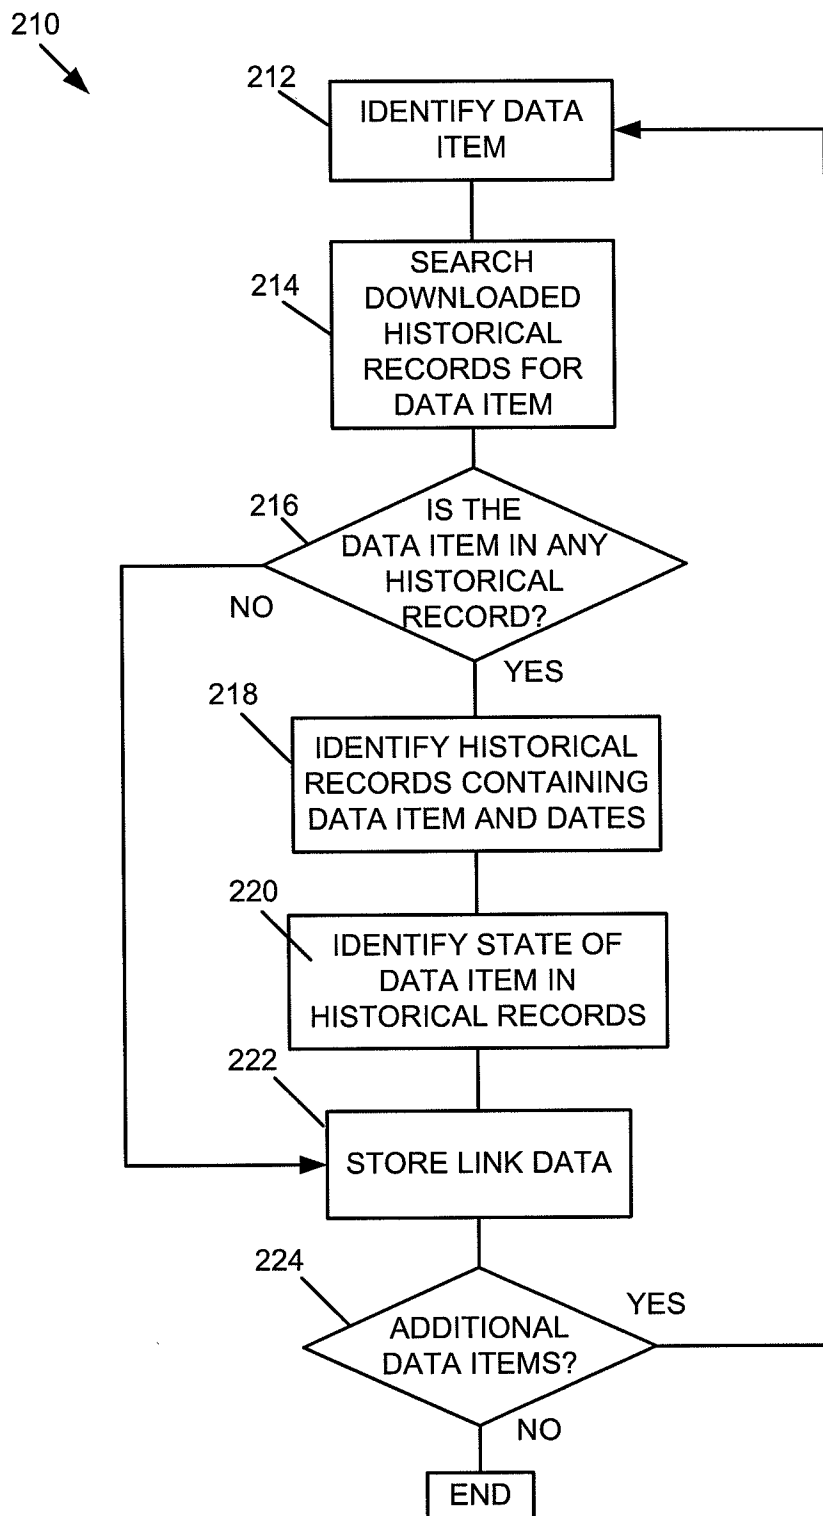 210
212
IDENTIFY DATA
ITEM
214
SEARCH
DOWNLOADED
HISTORICAL
RECORDS FOR
DATA ITEM
216
IS THE
DATA ITEM IN ANY
HISTORICAL
RECORD?
NO
YES
218
IDENTIFY HISTORICAL
RECORDS CONTAINING
DATA ITEM AND DATES
220
IDENTIFY STATE OF
DATA ITEM IN
HISTORICAL RECORDS
222
STORE LINK DATA
224
YES
ADDITIONAL
DATA ITEMS?
NO
END